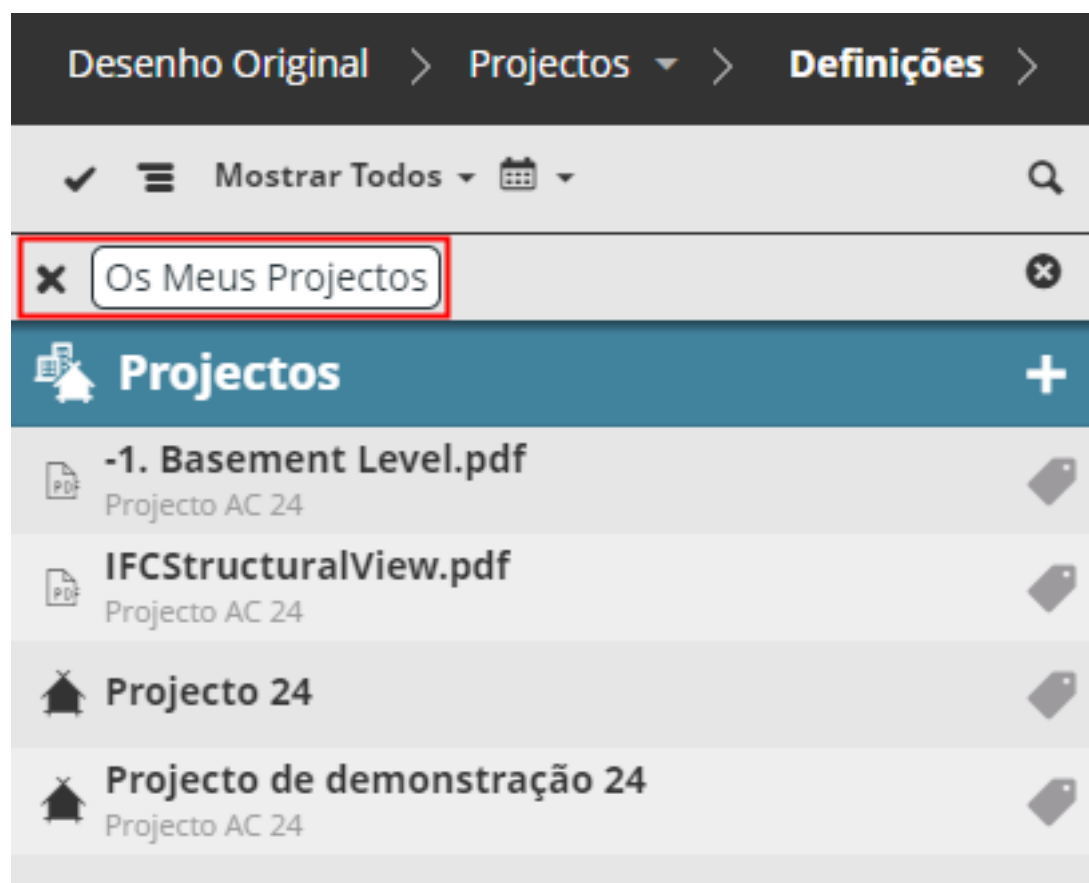 Desenho Original > Projectos > Definições >
Mostrar Todos
Os Meus Projectos
Projectos
-1. Basement Level.pdf
Projecto AC 24
IFCStructuralView.pdf
Projecto AC 24
Projecto 24
Projecto de demonstração 24
Projecto AC 24